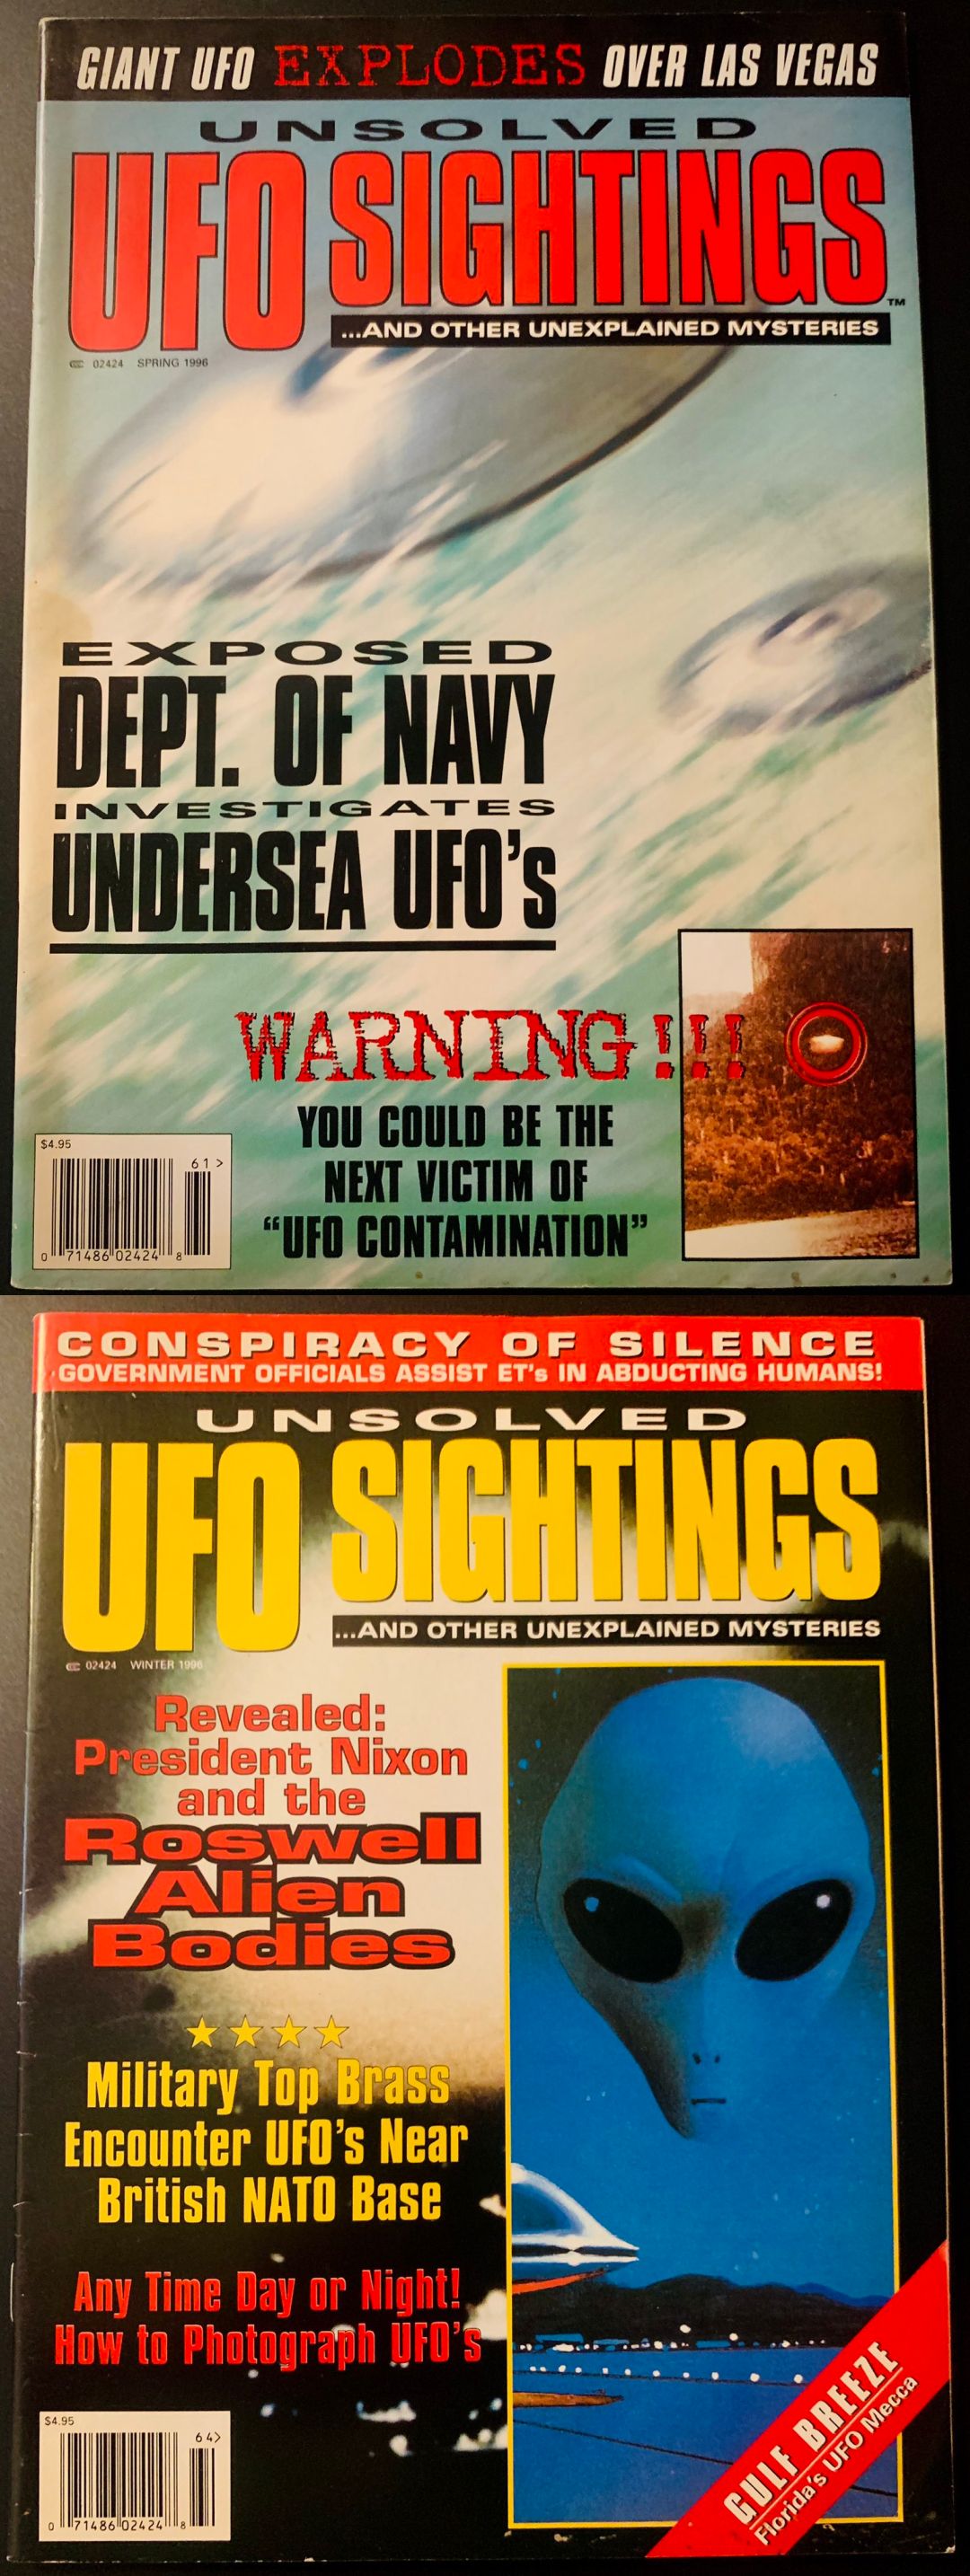 GIANT UFO EXPLODES OVER LAS VEGAS
UNSOLVED
UFO SIGHTINGS
TM
...AND OTHER UNEXPLAINED MYSTERIES
02424 SPRING 1996
EXPOSED
DEPT. OF NAVY
INVESTIGATES
UNDERSEA UFO's
WARNING!!!
YOU COULD BE THE
NEXT VICTIM OF
“UFO CONTAMINATION”
$4.95
61>
0 71486 02424 8
CONSPIRACY OF SILENCE
GOVERNMENT OFFICIALS ASSIST ET's IN ABDUCTING HUMANS!
UNSOLVED
UFO SIGHTINGS
...AND OTHER UNEXPLAINED MYSTERIES
02424 WINTER 1996
Revealed:
President Nixon
and the
Roswell
Alien
Bodies
Military Top Brass
Encounter UFO's Near
British NATO Base
Any Time Day or Night!
How to Photograph UFO's
$4.95
64>
0 71486 02424 8
GULF BREEZE
Florida's UFO Mecca